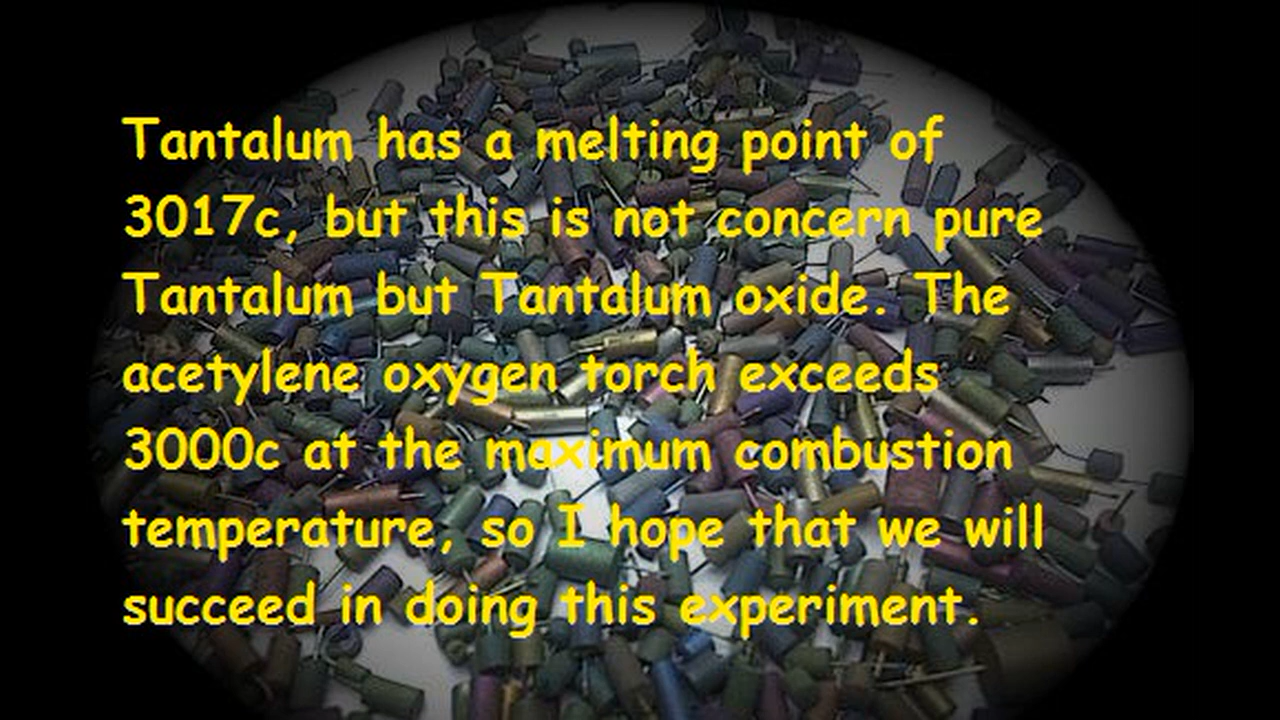 Tantalum has a melting point of
3017c, but this is not concern pure
Tantalum but Tantalum oxide. The
acetylene oxygen torch exceeds
3000c at the maximum combustion
temperature, so I hope that we will
succeed in doing this experiment.